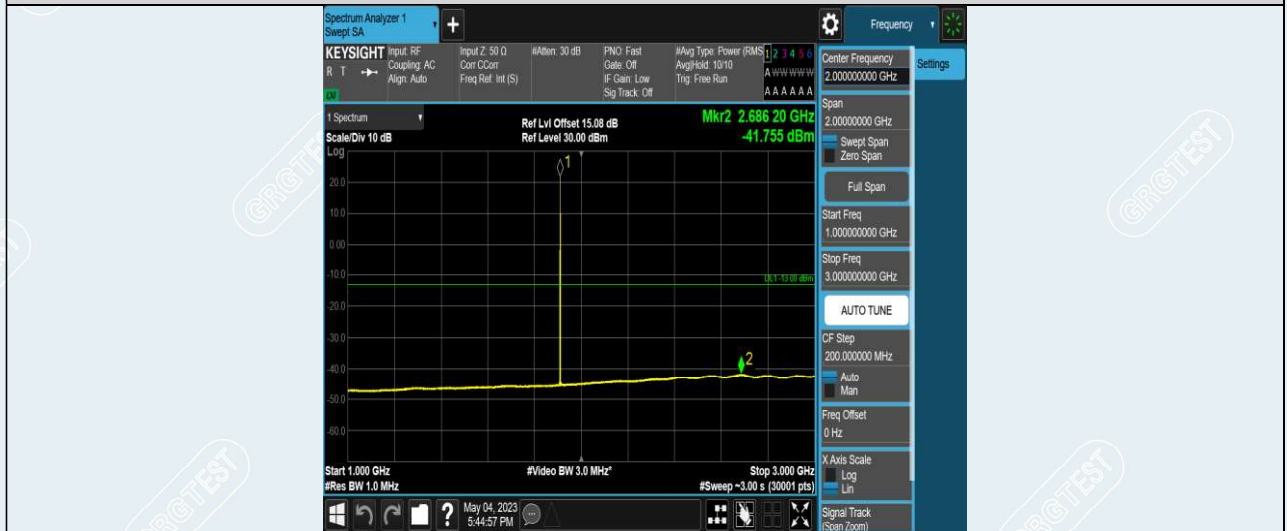 Spectrum Analyzer 1
Swept SA
+
Frequency
KEYSIGHT
R T
LXI
Input: RF
Coupling: AC
Align: Auto
Input Z: 50 Ω
Corr CCorr
Freq Ref: Int (S)
#Atten: 30 dB
PNO: Fast
Gate: Off
IF Gain: Low
Sig Track: Off
#Avg Type: Power (RMS
Avg|Hold: 10/10
Trig: Free Run
1 2 3 4 5 6
A W W W W W
A A A A A A
Center Frequency
2.000000000 GHz
Settings
1 Spectrum
Scale/Div 10 dB
Log
Ref Lvl Offset 15.08 dB
Ref Level 30.00 dBm
Mkr2 2.686 20 GHz
-41.755 dBm
Span
2.00000000 GHz
Swept Span
Zero Span
Full Span
Start Freq
1.000000000 GHz
Stop Freq
3.000000000 GHz
AUTO TUNE
CF Step
200.000000 MHz
Auto
Man
Freq Offset
0 Hz
X Axis Scale
Log
Lin
Signal Track
(Span Zoom)
1
20.0
10.0
0.00
-10.0
DL1 -13.00 dBm
-20.0
-30.0
-40.0
2
-50.0
-60.0
Start 1.000 GHz
#Video BW 3.0 MHz*
Stop 3.000 GHz
#Res BW 1.0 MHz
#Sweep ~3.00 s (30001 pts)
?
May 04, 2023
5:44:57 PM
GRGTEST
GRGTEST
GRGTEST
GRGTEST